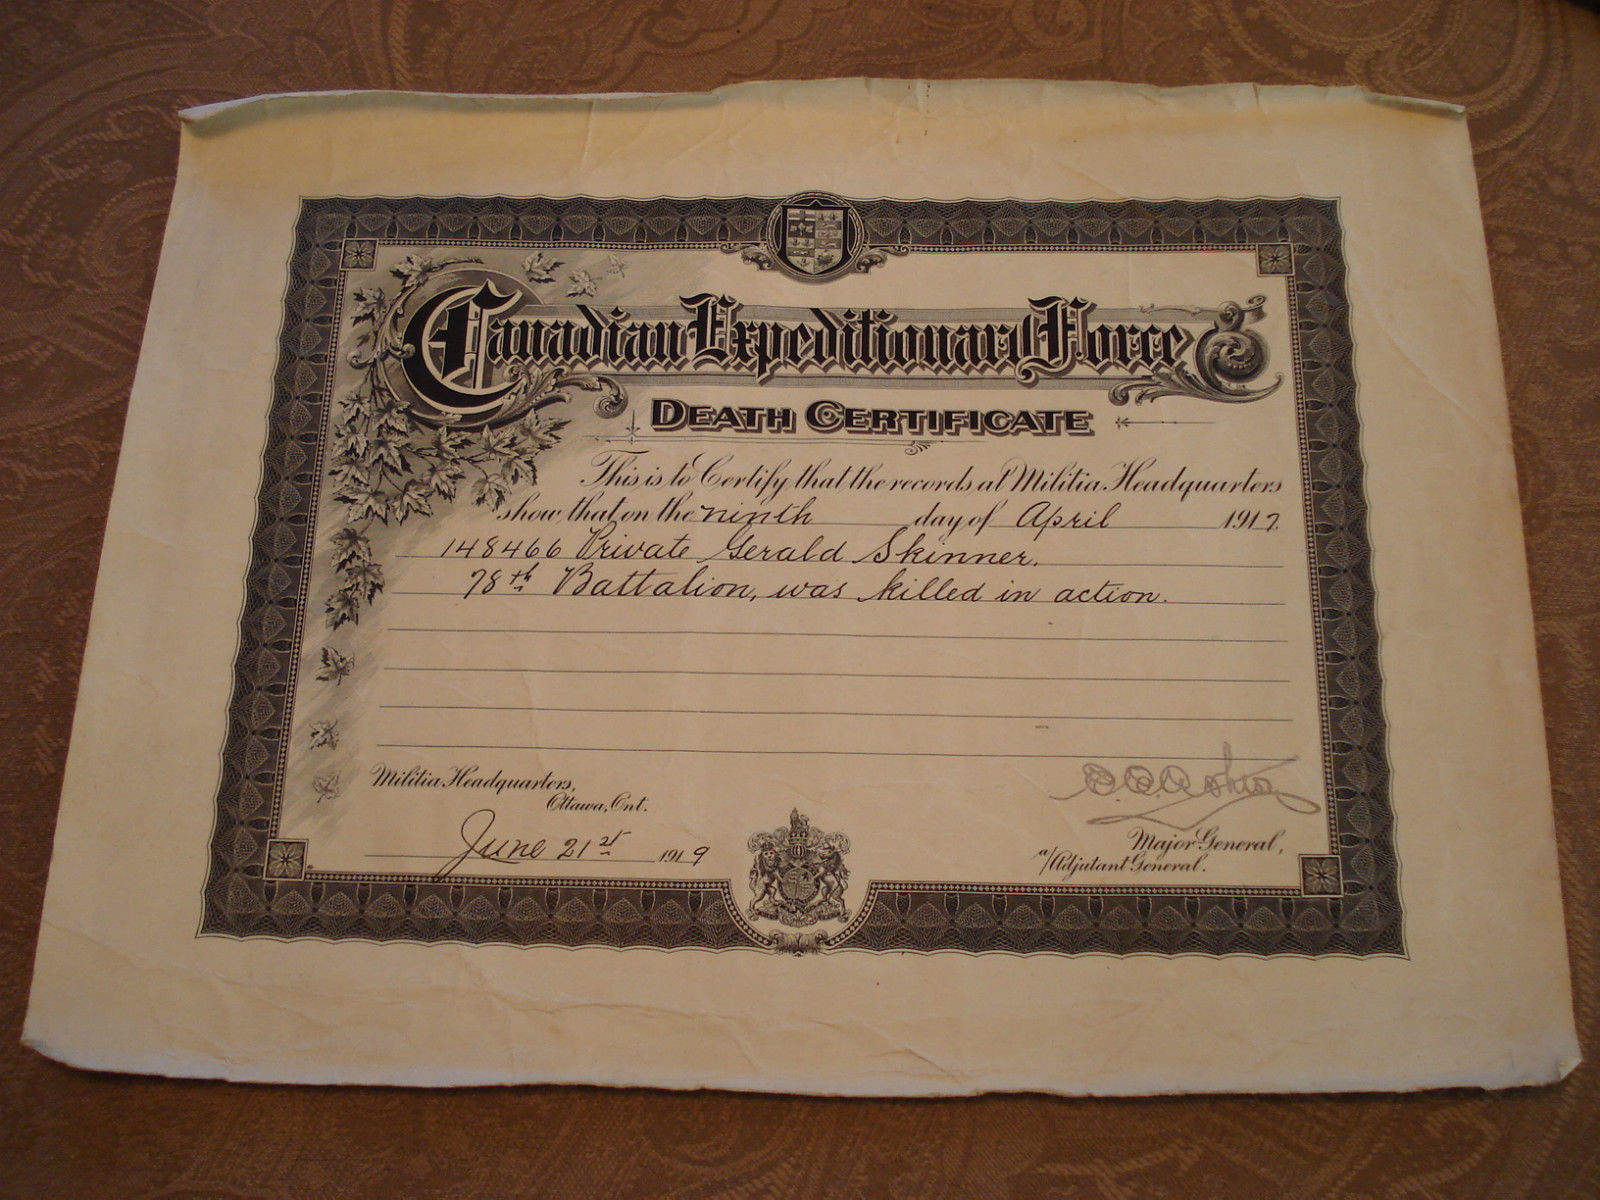 Canadian Expeditionary Force
DEATH CERTIFICATE
This is to Certify that the records at Militia Headquarters
show that on the ninth day of April 1917.
148466 Private Gerald Skinner.
78th Battalion, was killed in action.
Militia Headquarters,
Ottawa, Ont.
June 21st 1919
Major General,
a/Adjutant General.